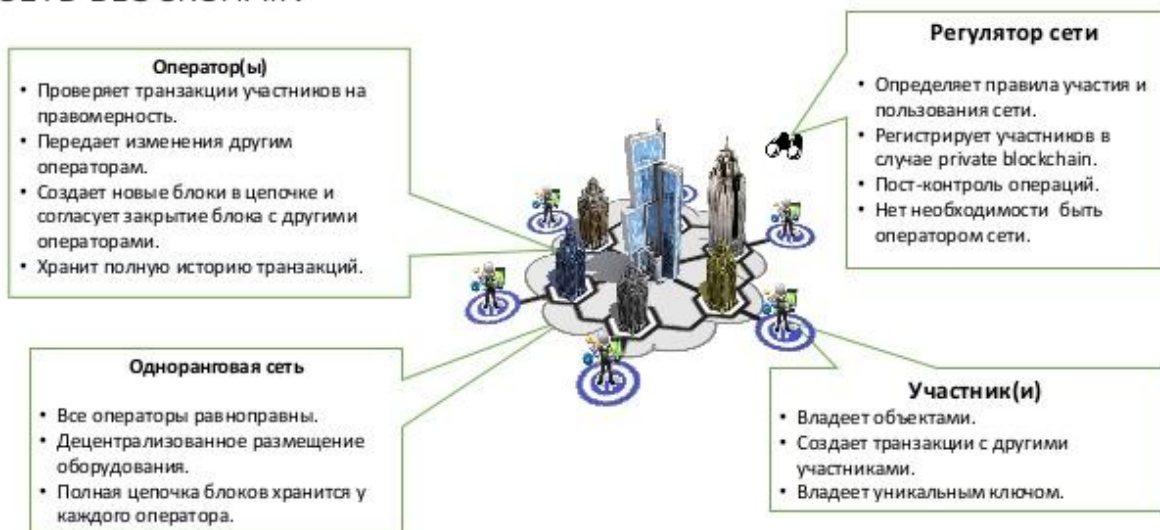 Оператор(ы)
• Проверяет транзакции участников на
правомерность.
• Передает изменения другим
операторам.
• Создает новые блоки в цепочке и
согласует закрытие блока с другими
операторами.
• Хранит полную историю транзакций.
Регулятор сети
• Определяет правила участия и
пользования сети.
• Регистрирует участников в
случае private blockchain.
• Пост-контроль операций.
• Нет необходимости быть
оператором сети.
Одноранговая сеть
• Все операторы равноправны.
• Децентрализованное размещение
оборудования.
• Полная цепочка блоков хранится у
каждого оператора.
Участник(и)
• Владеет объектами.
• Создает транзакции с другими
участниками.
• Владеет уникальным ключом.